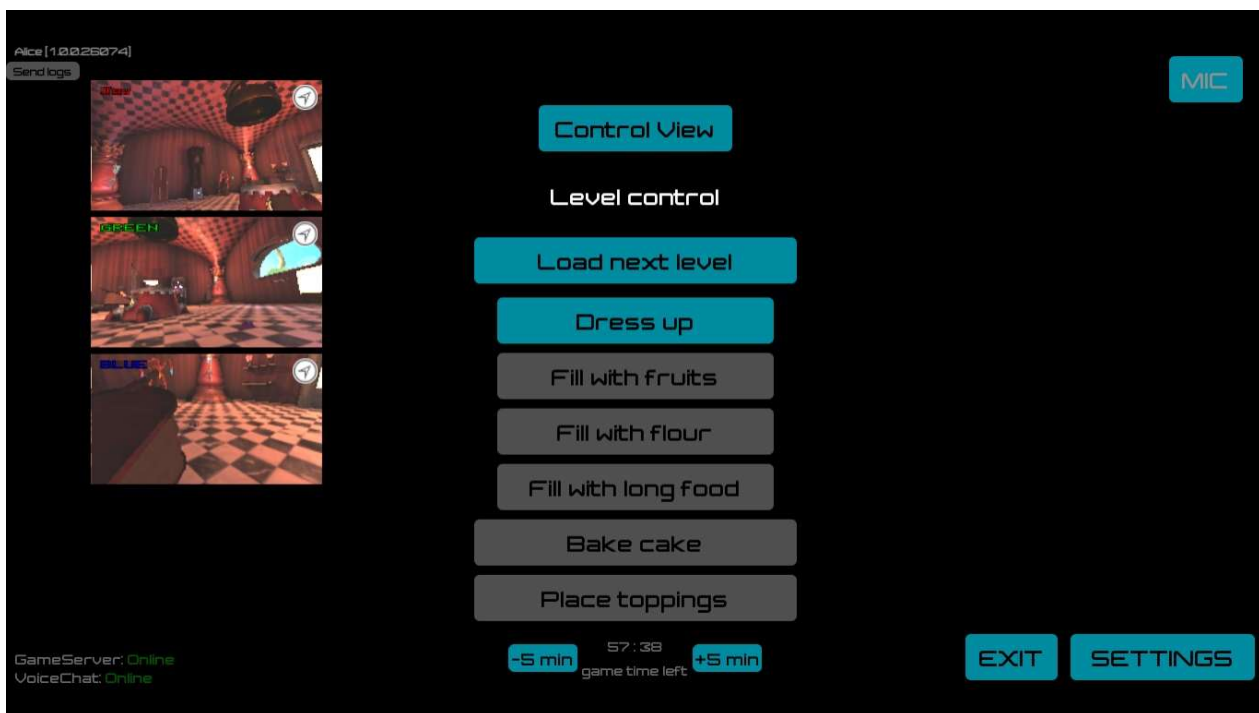 Alice [1.0.0.26074]
Send logs
MIC
GREEN
BLUE
Control View
Level control
Load next level
Dress up
Fill with fruits
Fill with flour
Fill with long food
Bake cake
Place toppings
-5 min
57:38
game time left
+5 min
GameServer: Online
VoiceChat: Online
EXIT
SETTINGS